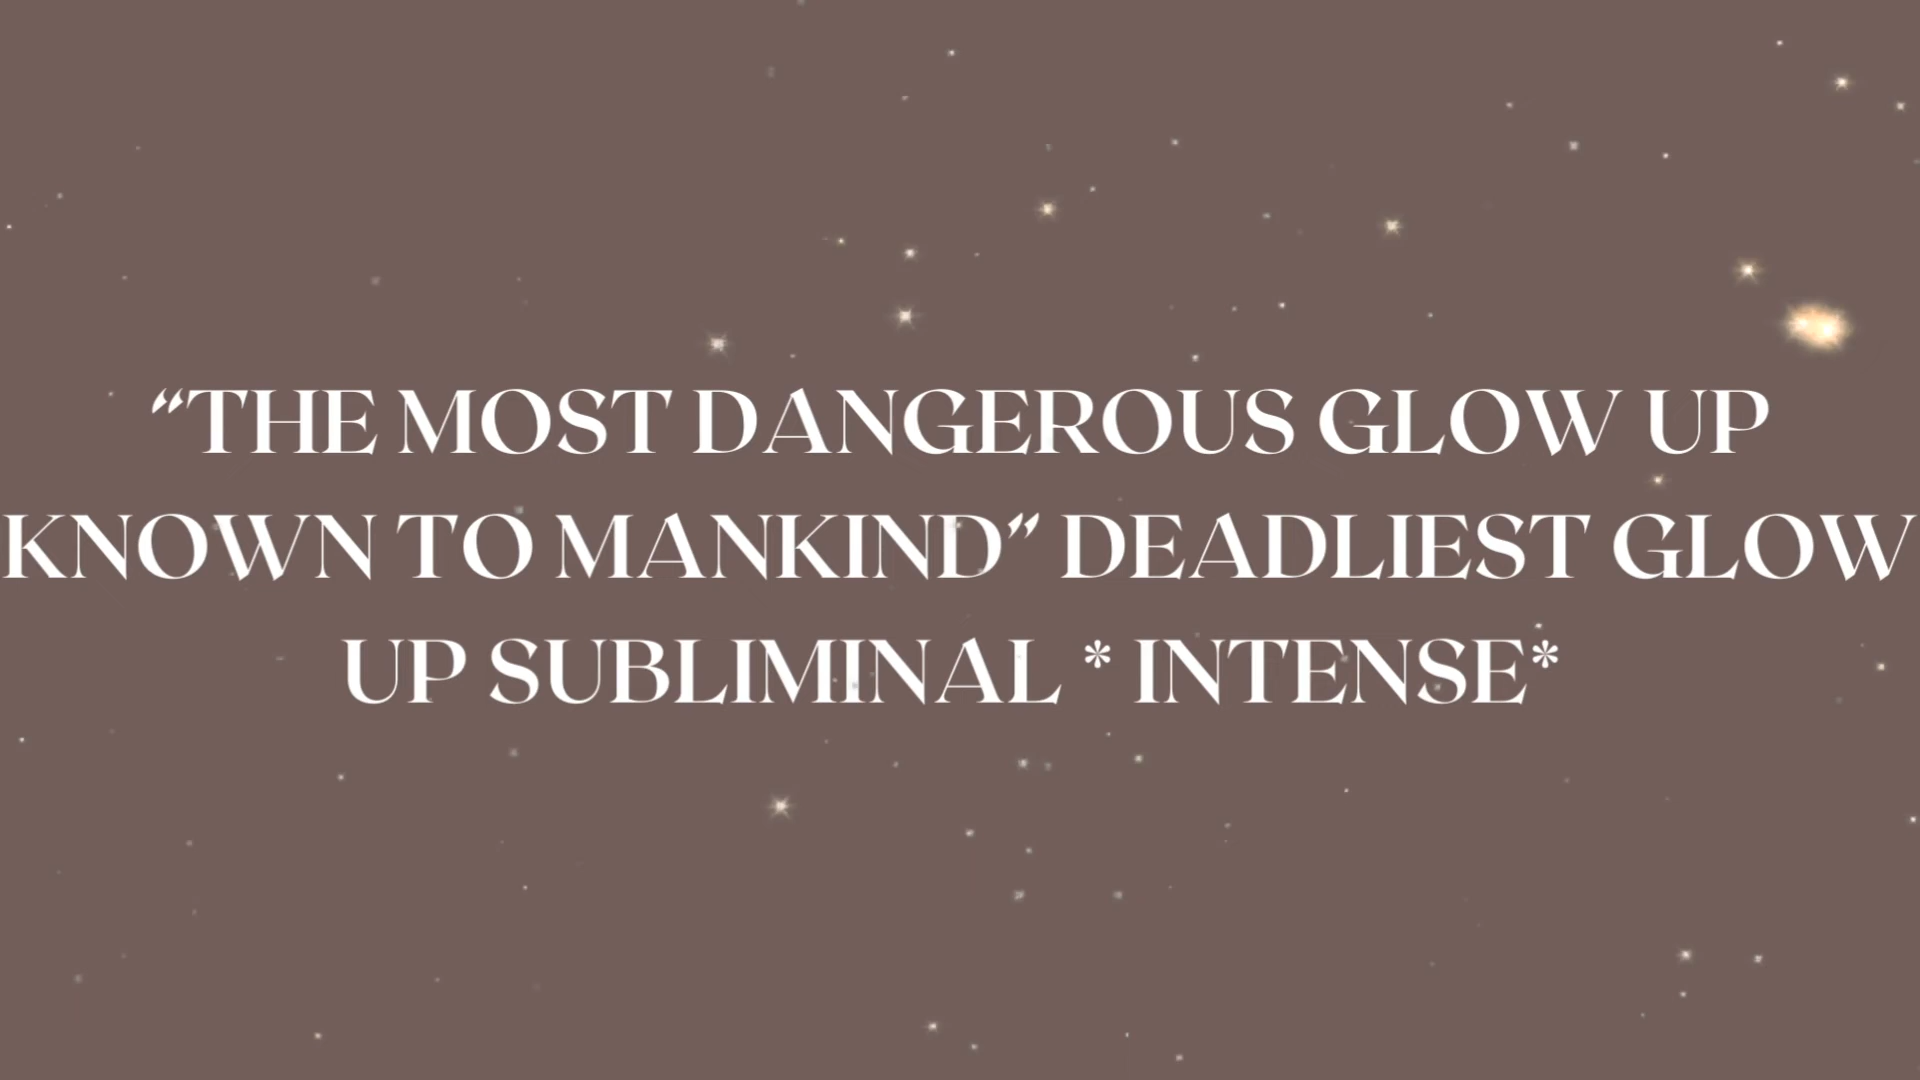 “THE MOST DANGEROUS GLOW UP
KNOWN TO MANKIND” DEADLIEST GLOW
UP SUBLIMINAL * INTENSE*